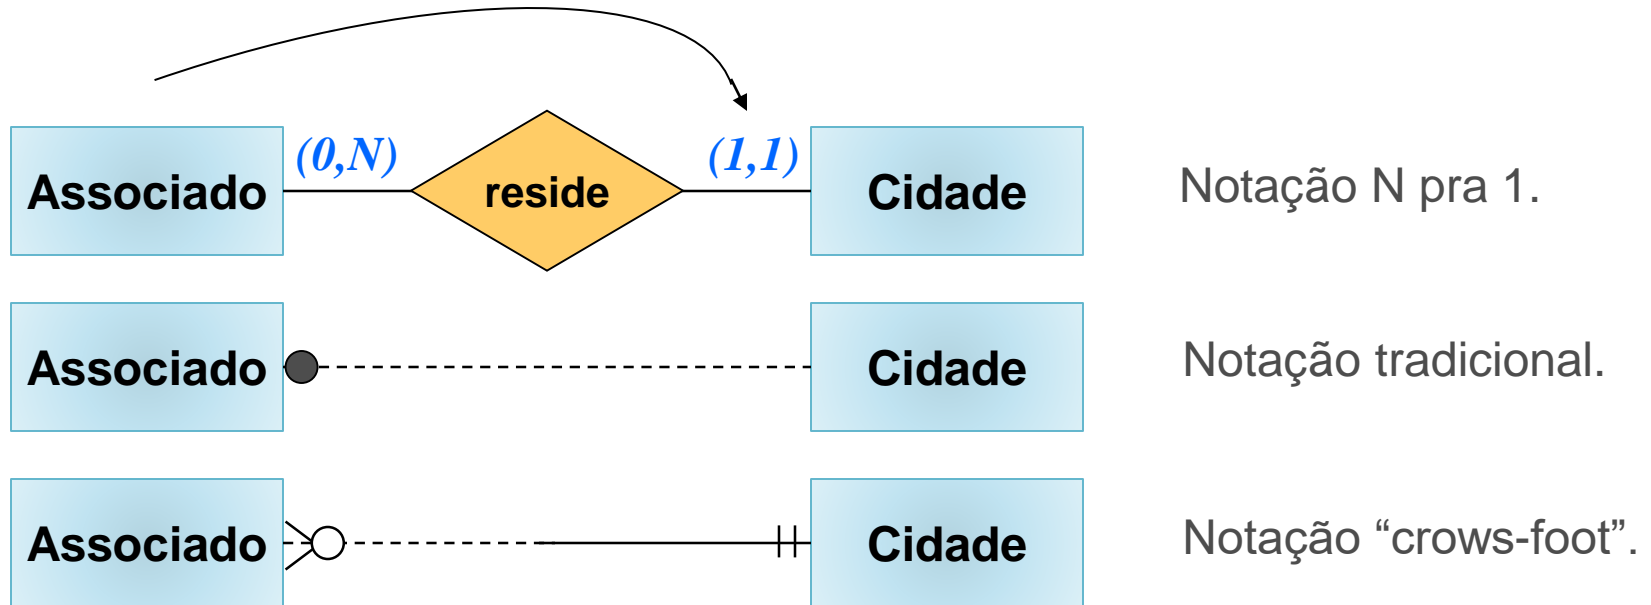 Associado (0,N) reside (1,1) Cidade Notação N pra 1.
Associado Cidade Notação tradicional.
Associado Cidade Notação “crows-foot”.